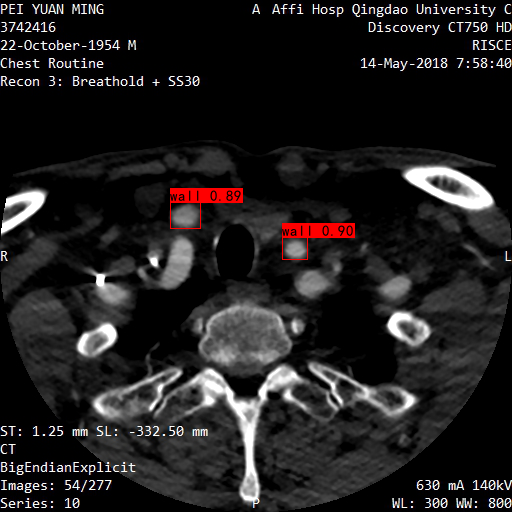 PEI YUAN MING
3742416
22-October-1954 M
Chest Routine
Recon 3: Breathold + SS30
A Affi Hosp Qingdao University C
Discovery CT750 HD
RISCE
14-May-2018 7:58:40
wall 0.89
wall 0.90
R
L
ST: 1.25 mm SL: -332.50 mm
CT
BigEndianExplicit
Images: 54/277
Series: 10
P
630 mA 140kV
WL: 300 WW: 800